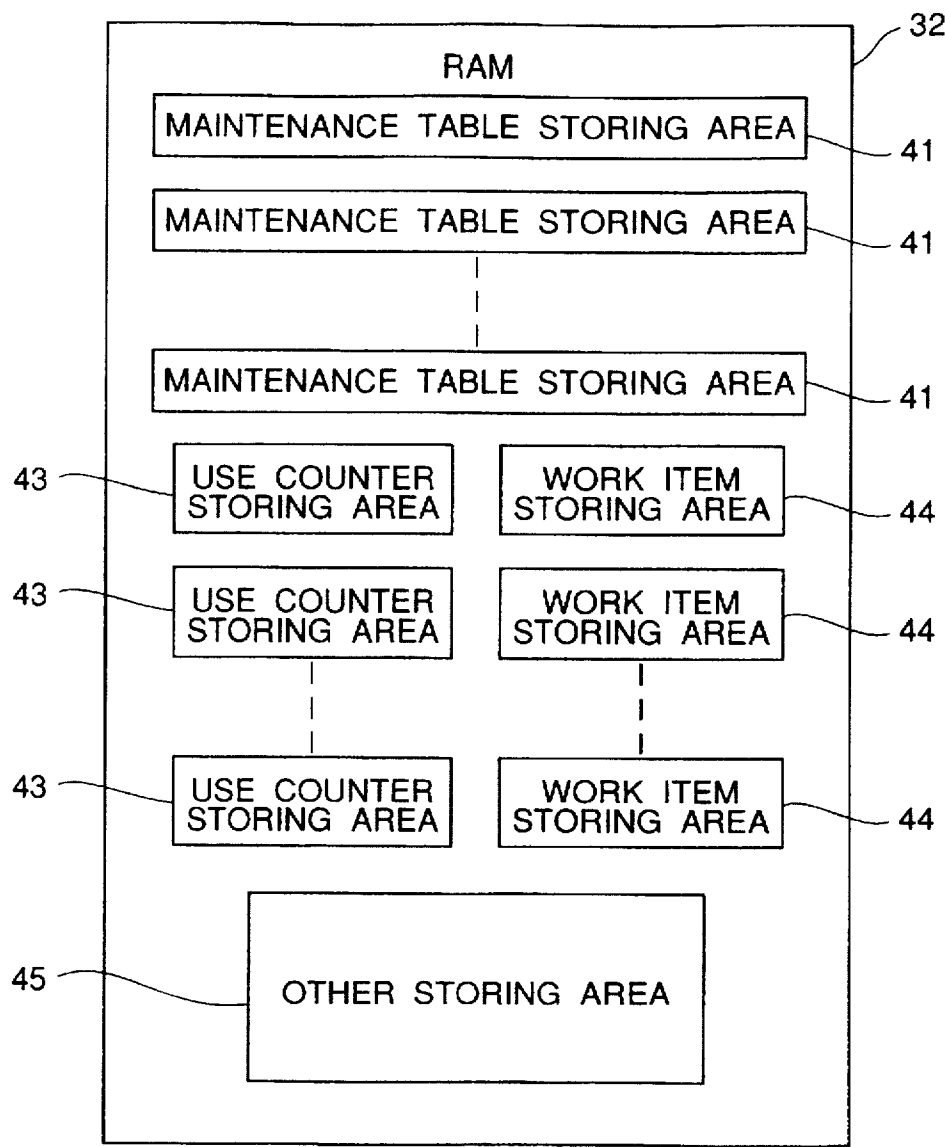 32
RAM
MAINTENANCE TABLE STORING AREA
41
MAINTENANCE TABLE STORING AREA
41
MAINTENANCE TABLE STORING AREA
41
43
USE COUNTER
STORING AREA
WORK ITEM
STORING AREA
44
43
USE COUNTER
STORING AREA
WORK ITEM
STORING AREA
44
43
USE COUNTER
STORING AREA
WORK ITEM
STORING AREA
44
45
OTHER STORING AREA